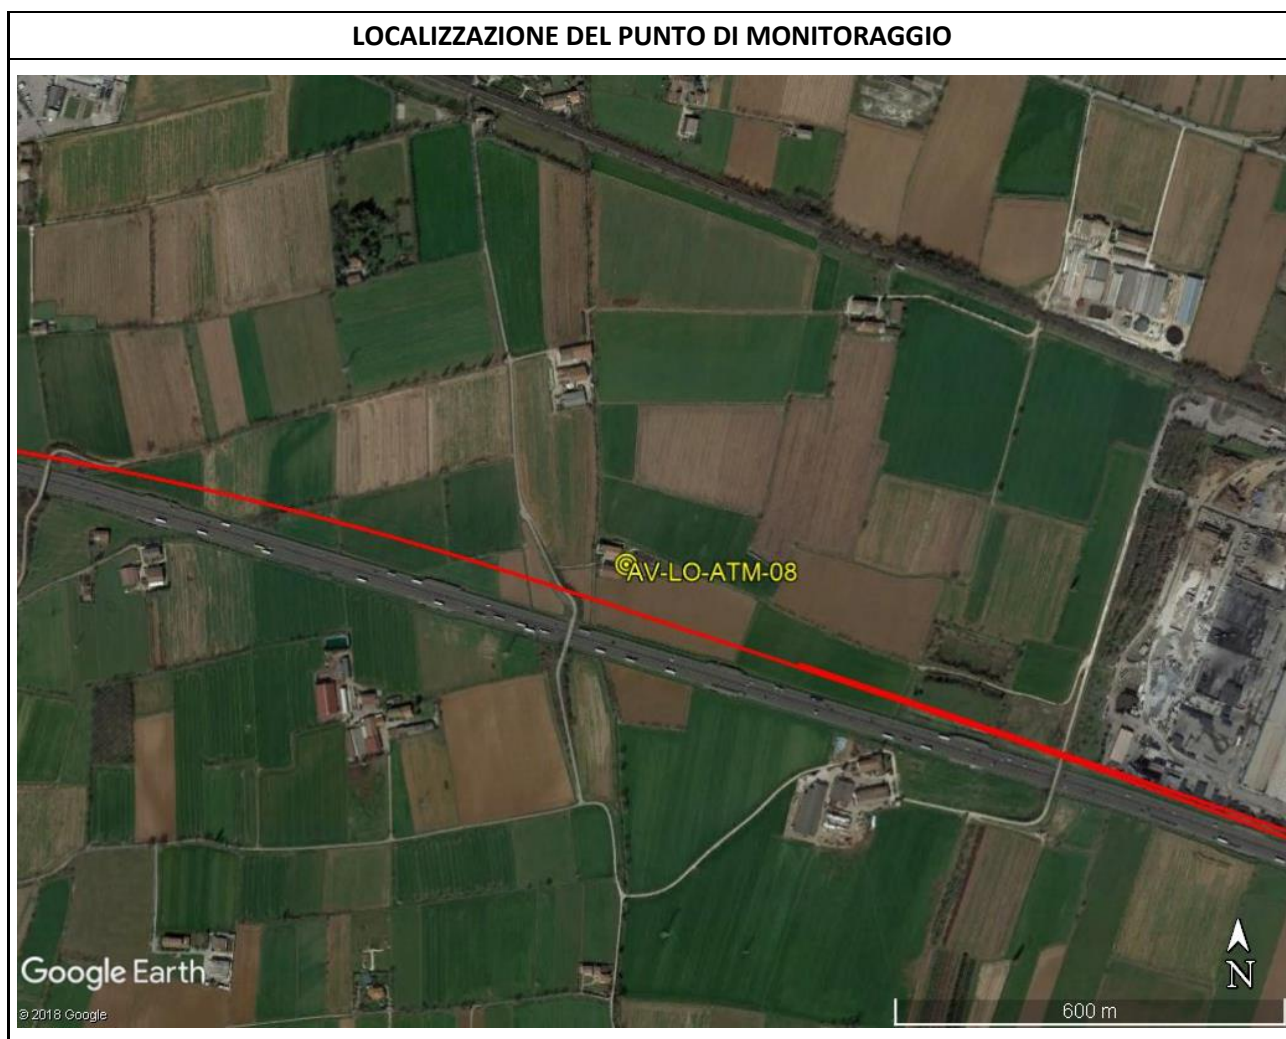 LOCALIZZAZIONE DEL PUNTO DI MONITORAGGIO
AV-LO-ATM-08
Google Earth
© 2018 Google
N
600 m